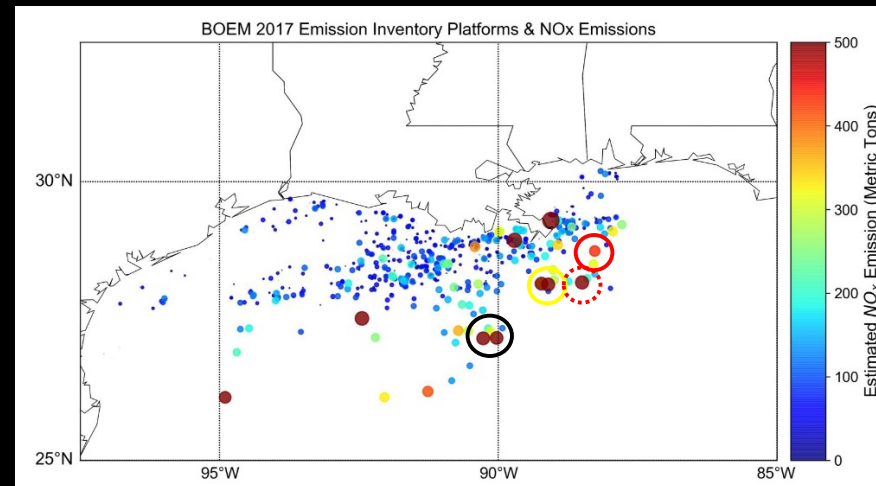 BOEM 2017 Emission Inventory Platforms & NOx Emissions
30°N
25°N
95°W
90°W
85°W
500
400
300
200
100
0
Estimated NOx Emission (Metric Tons)